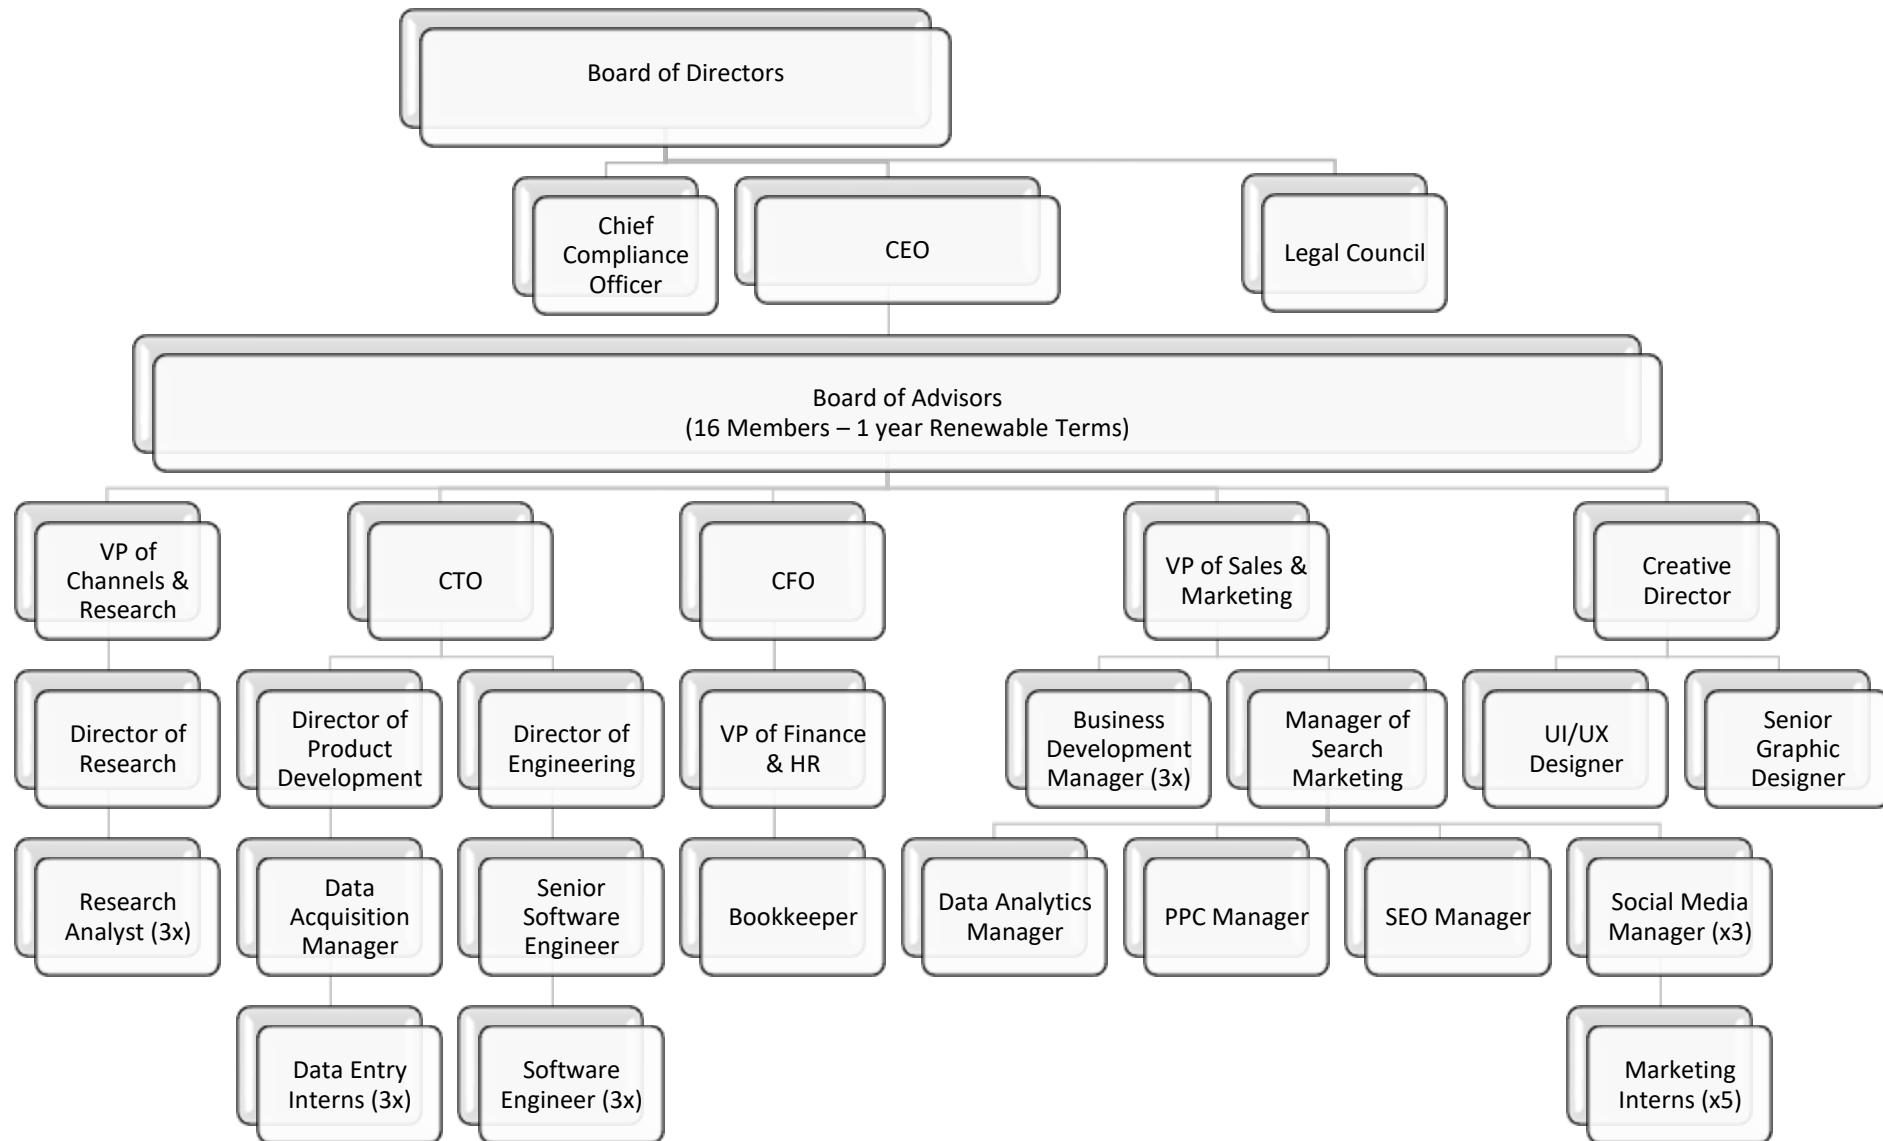 Board of Directors
Chief
Compliance
Officer
CEO
Legal Council
Board of Advisors
(16 Members – 1 year Renewable Terms)
VP of
Channels &
Research
CTO
CFO
VP of Sales &
Marketing
Creative
Director
Director of
Research
Director of
Product
Development
Director of
Engineering
VP of Finance
& HR
Business
Development
Manager (3x)
Manager of
Search
Marketing
UI/UX
Designer
Senior
Graphic
Designer
Research
Analyst (3x)
Data
Acquisition
Manager
Senior
Software
Engineer
Bookkeeper
Data Analytics
Manager
PPC Manager
SEO Manager
Social Media
Manager (x3)
Data Entry
Interns (3x)
Software
Engineer (3x)
Marketing
Interns (x5)